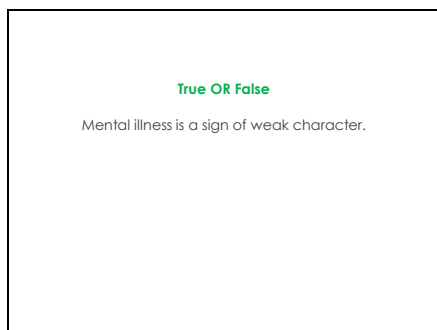 True OR False
Mental illness is a sign of weak character.